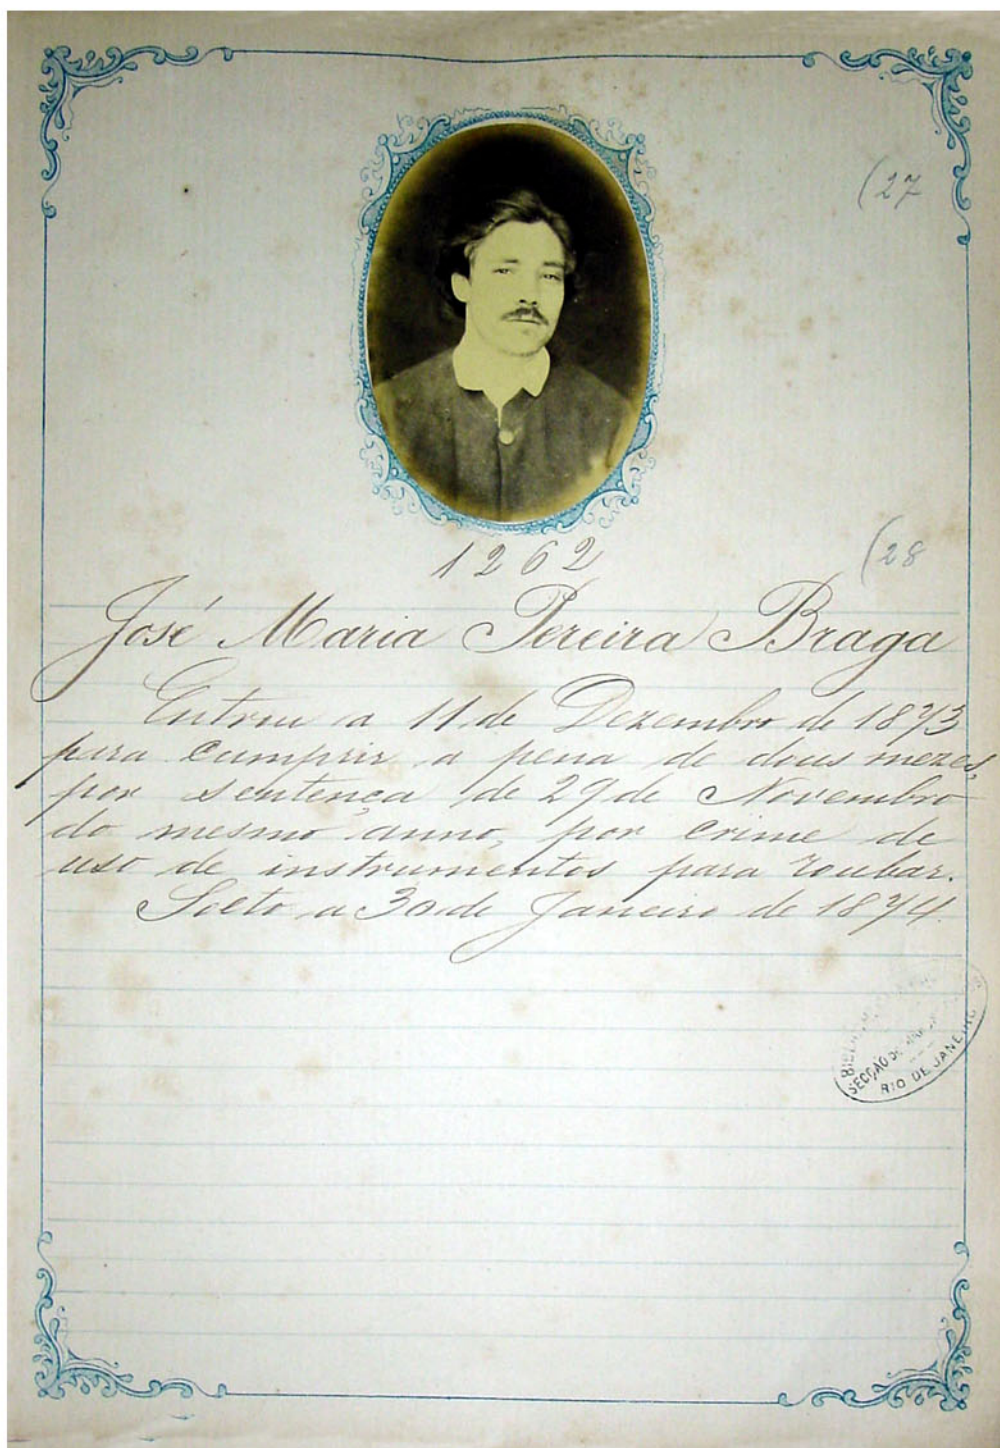 (27
1262
(28
José Maria Pereira Braga
Entrou a 11 de Dezembro de 1873
para cumprir a pena de dous mezes,
por sentença de 29 de Novembro
do mesmo anno, por crime de
uso de instrumentos para roubar.
Solto a 30 de Janeiro de 1874.
SECÇÃO DE
RIO DE JANEIRO